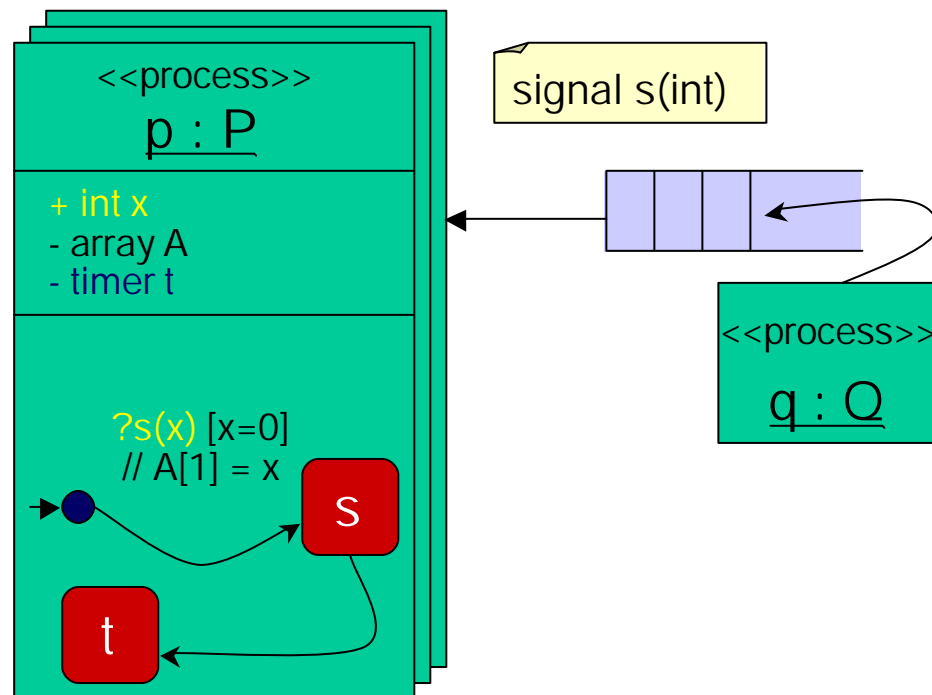 <<process>>
p : P
+ int x
- array A
- timer t
?s(x) [x=0]
// A[1] = x
s
t
signal s(int)
<<process>>
q : Q